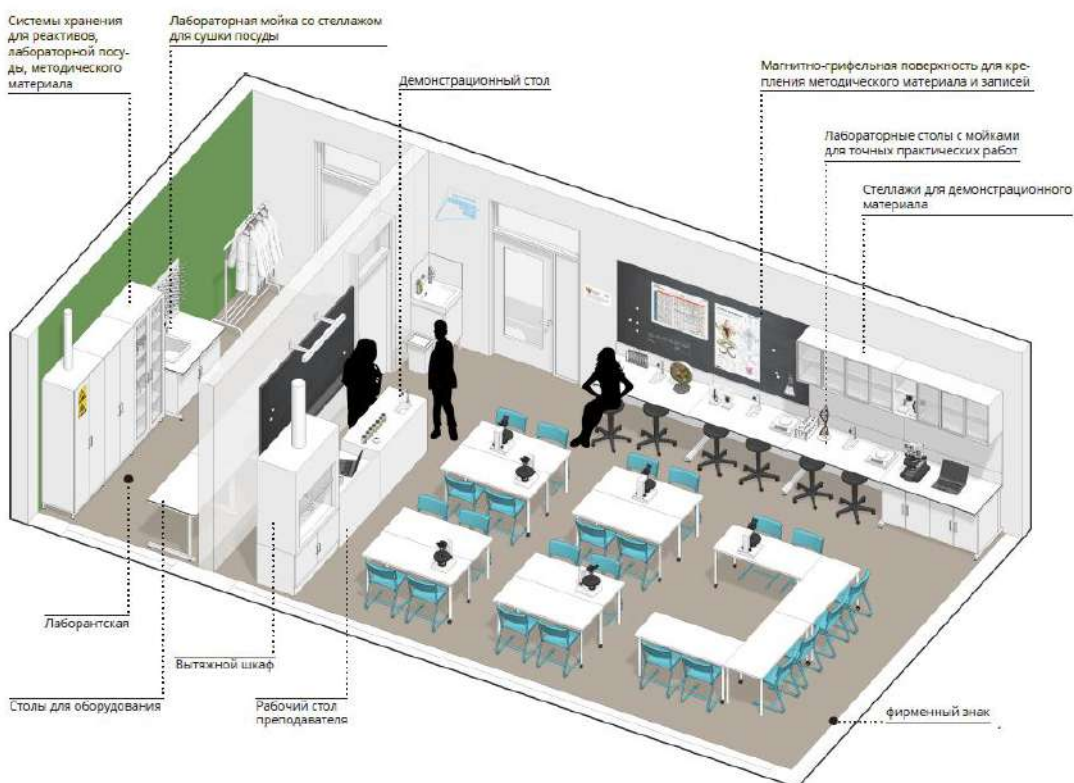 Системы хранения
для реактивов,
лабораторной посу-
ды, методического
материала
Лабораторная мойка со стеллажом
для сушки посуды
Демонстрационный стол
Магнитно-грифельная поверхность для кре-
пления методического материала и записей
Лабораторные столы с мойками
для точных практических работ
Стеллажи для демонстрационного
материала
Лаборантская
Вытяжной шкаф
Столы для оборудования
Рабочий стол
преподавателя
фирменный знак